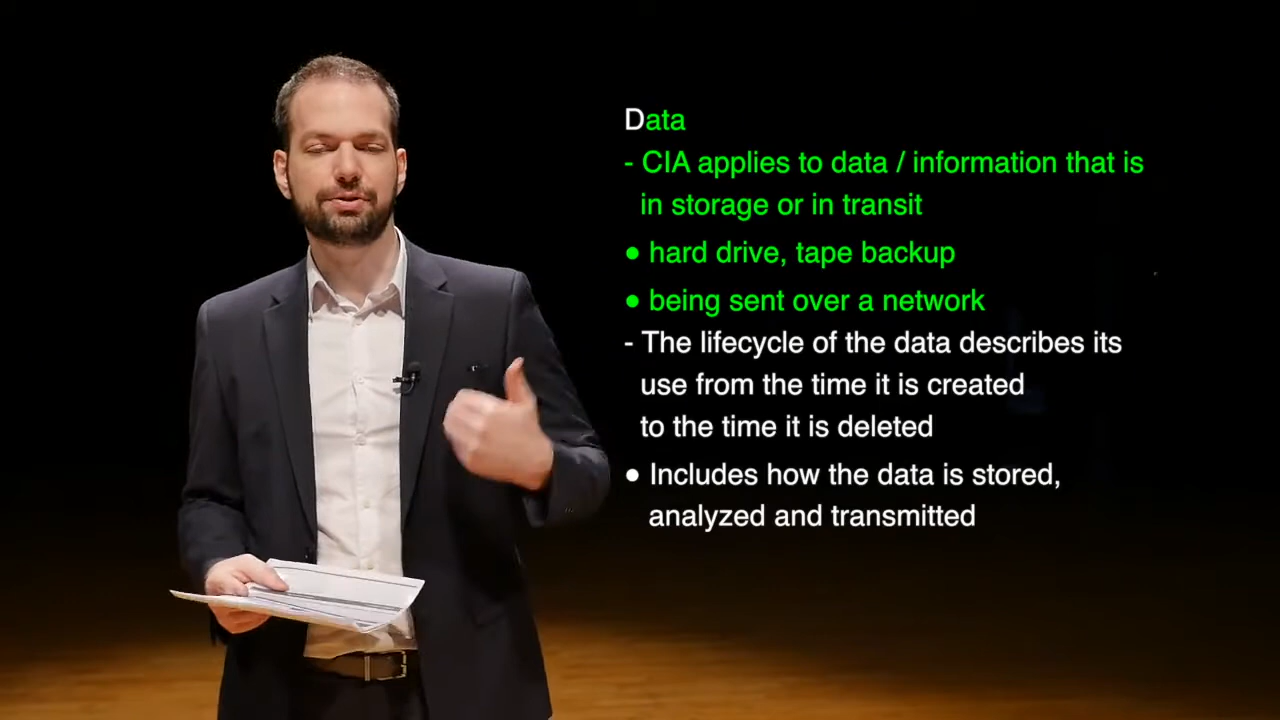 Data
- CIA applies to data / information that is
in storage or in transit
● hard drive, tape backup
● being sent over a network
- The lifecycle of the data describes its
use from the time it is created
to the time it is deleted
● Includes how the data is stored,
analyzed and transmitted